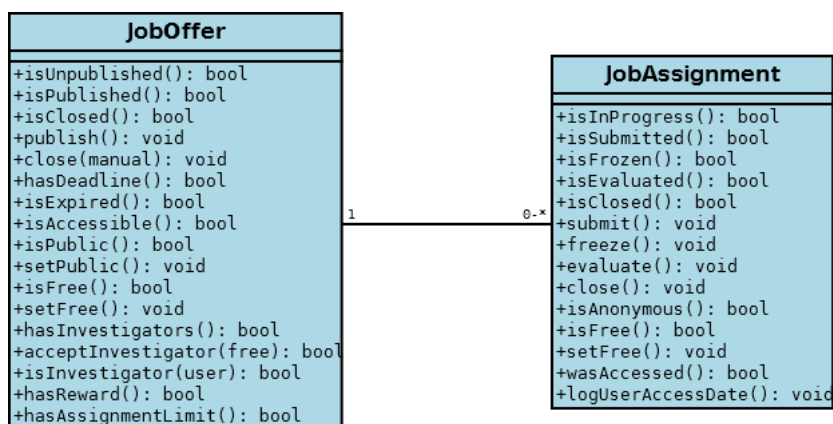 JobOffer
+isUnpublished(): bool
+isPublished(): bool
+isClosed(): bool
+publish(): void
+close(manual): void
+hasDeadline(): bool
+isExpired(): bool
+isAccessible(): bool
+isPublic(): bool
+setPublic(): void
+isFree(): bool
+setFree(): void
+hasInvestigators(): bool
+acceptInvestigator(free): bool
+isInvestigator(user): bool
+hasReward(): bool
+hasAssignmentLimit(): bool
1
0-*
JobAssignment
+isInProgress(): bool
+isSubmitted(): bool
+isFrozen(): bool
+isEvaluated(): bool
+isClosed(): bool
+submit(): void
+freeze(): void
+evaluate(): void
+close(): void
+isAnonymous(): bool
+isFree(): bool
+setFree(): void
+wasAccessed(): bool
+logUserAccessDate(): void